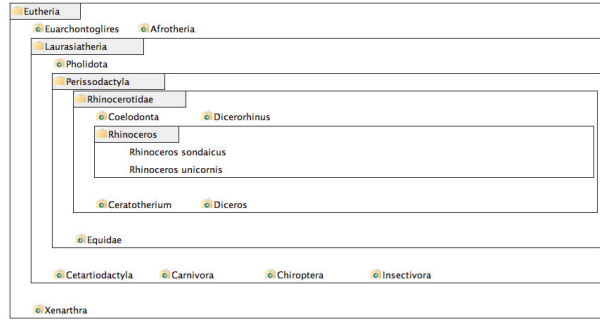 Eutheria
Euarchontoglires Afrotheria
Laurasiatheria
Pholidota
Perissodactyla
Rhinocerotidae
Coelodonta Dicerorhinus
Rhinoceros
Rhinoceros sondaicus
Rhinoceros unicornis
Ceratotherium Diceros
Equidae
Cetartiodactyla Carnivora Chiroptera Insectivora
Xenarthra